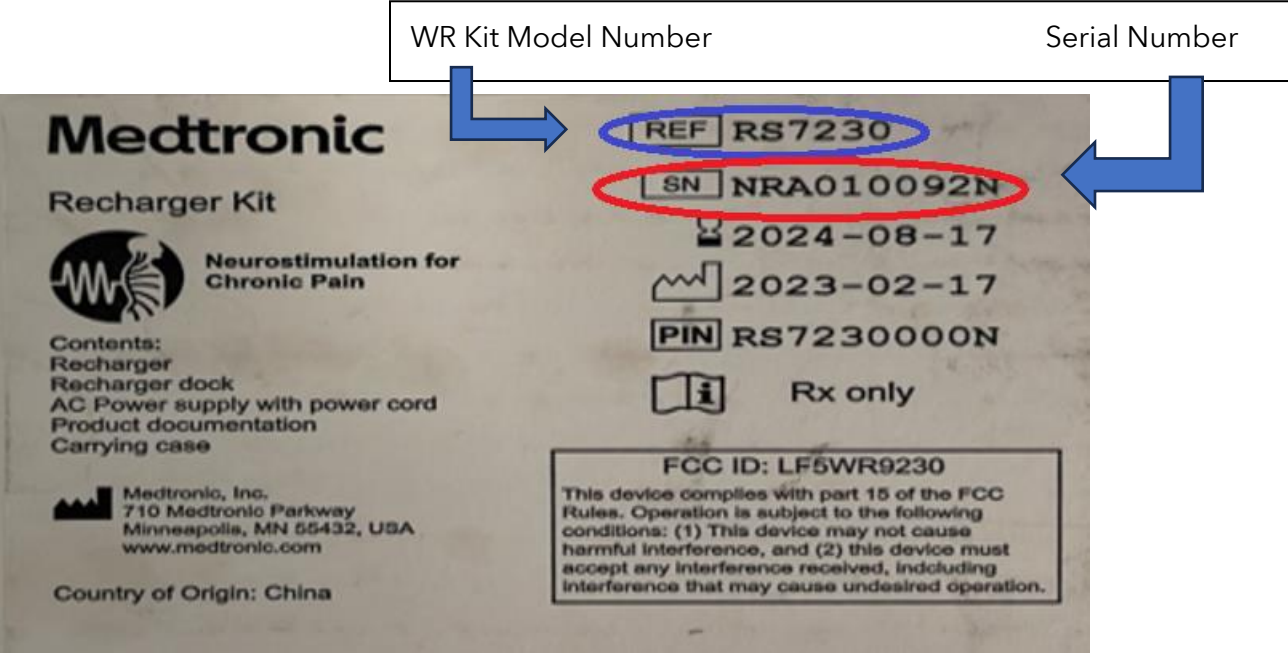 WR Kit Model Number
Serial Number
Medtronic
Recharger Kit
Neurostimulation for
Chronic Pain
Contents:
Recharger
Recharger dock
AC Power supply with power cord
Product documentation
Carrying case
Medtronic, Inc.
710 Medtronic Parkway
Minneapolis, MN 55432, USA
www.medtronic.com
Country of Origin: China
REF RS7230
SN NRA010092N
2024-08-17
2023-02-17
PIN RS7230000N
i Rx only
FCC ID: LF5WR9230
This device complies with part 15 of the FCC
Rules. Operation is subject to the following
conditions: (1) This device may not cause
harmful interference, and (2) this device must
accept any interference received, indcluding
interference that may cause undesired operation.